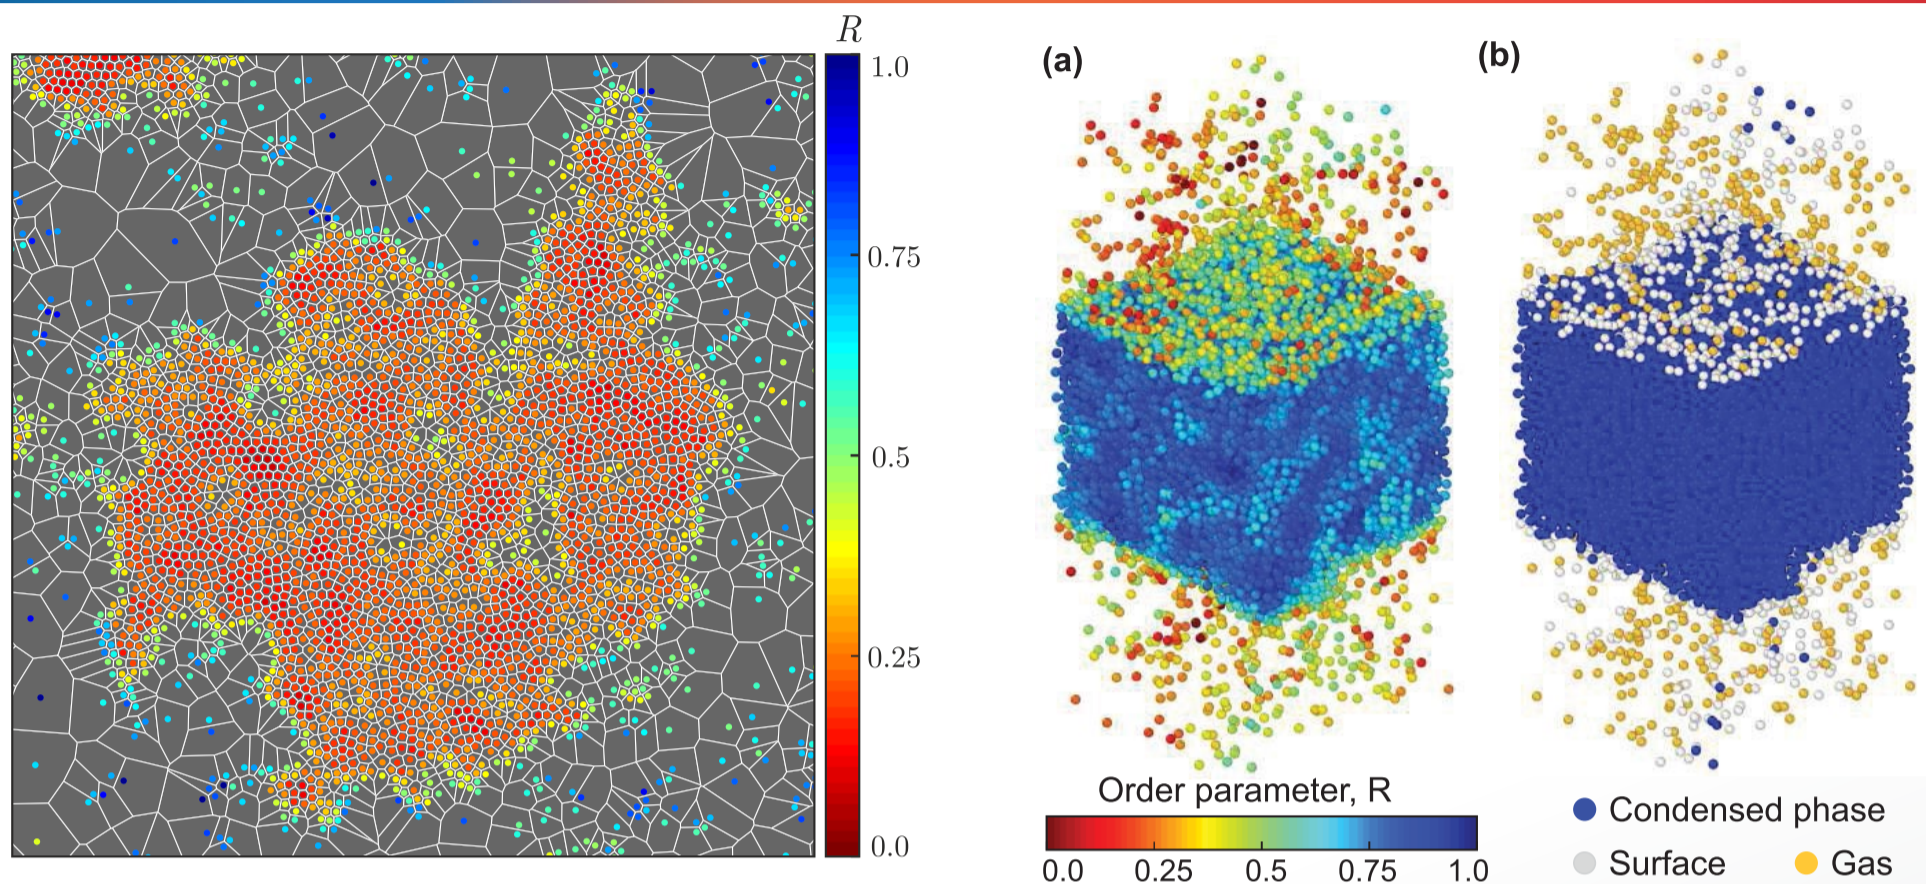 R
1.0
0.75
0.5
0.25
0.0
(a)
(b)
Order parameter, R
0.0 0.25 0.5 0.75 1.0
Condensed phase
Surface Gas